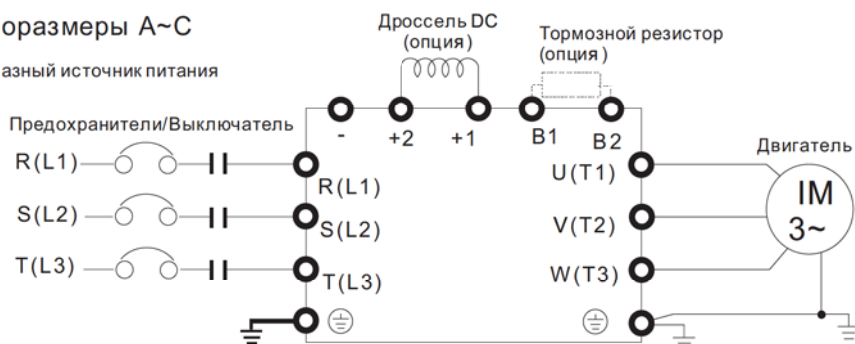 оразмеры A~C
азный источник питания
Дроссель DC
(опция)
Тормозной резистор
(опция)
Предохранители/Выключатель
Двигатель
- +2 +1 B1 B2
R(L1) R(L1) U(T1)
S(L2) S(L2) V(T2)
T(L3) T(L3) W(T3)
IM
3~